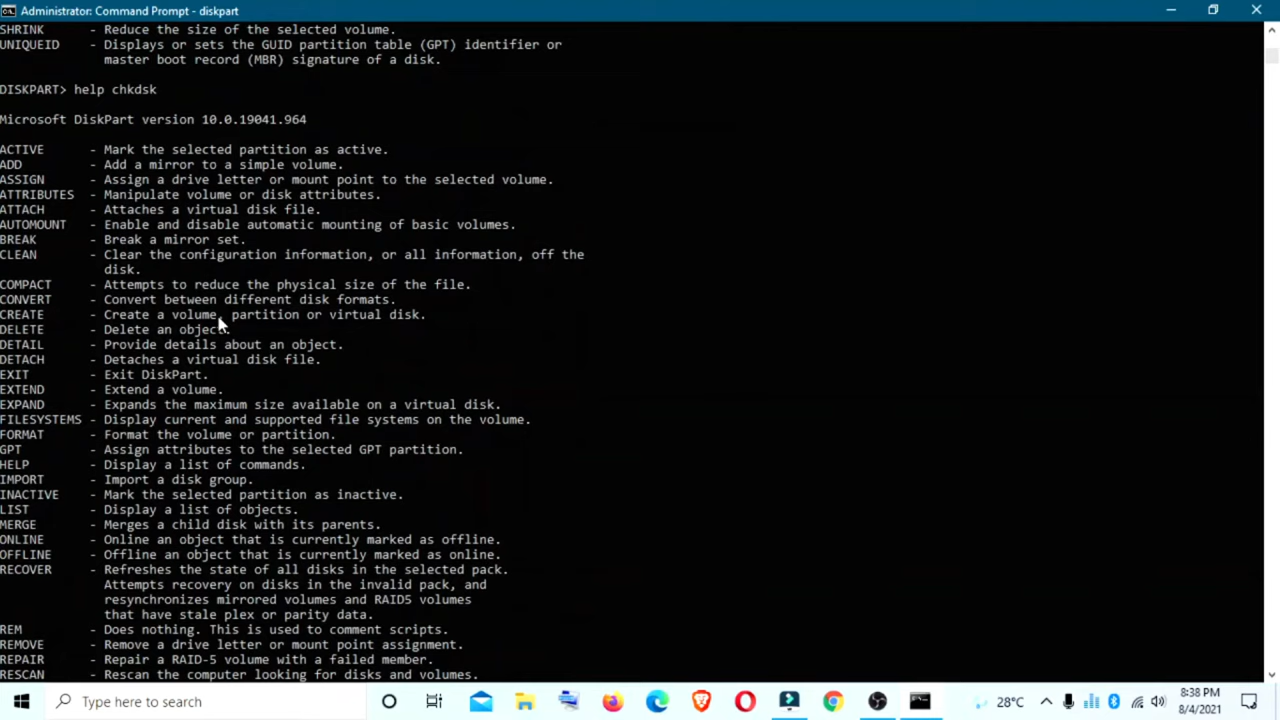 Administrator: Command Prompt - diskpart
SHRINK - Reduce the size of the selected volume.
UNIQUEID - Displays or sets the GUID partition table (GPT) identifier or
master boot record (MBR) signature of a disk.
DISKPART> help chkdsk
Microsoft DiskPart version 10.0.19041.964
ACTIVE - Mark the selected partition as active.
ADD - Add a mirror to a simple volume.
ASSIGN - Assign a drive letter or mount point to the selected volume.
ATTRIBUTES - Manipulate volume or disk attributes.
ATTACH - Attaches a virtual disk file.
AUTOMOUNT - Enable and disable automatic mounting of basic volumes.
BREAK - Break a mirror set.
CLEAN - Clear the configuration information, or all information, off the
disk.
COMPACT - Attempts to reduce the physical size of the file.
CONVERT - Convert between different disk formats.
CREATE - Create a volume, partition or virtual disk.
DELETE - Delete an object.
DETAIL - Provide details about an object.
DETACH - Detaches a virtual disk file.
EXIT - Exit DiskPart.
EXTEND - Extend a volume.
EXPAND - Expands the maximum size available on a virtual disk.
FILESYSTEMS - Display current and supported file systems on the volume.
FORMAT - Format the volume or partition.
GPT - Assign attributes to the selected GPT partition.
HELP - Display a list of commands.
IMPORT - Import a disk group.
INACTIVE - Mark the selected partition as inactive.
LIST - Display a list of objects.
MERGE - Merges a child disk with its parents.
ONLINE - Online an object that is currently marked as offline.
OFFLINE - Offline an object that is currently marked as online.
RECOVER - Refreshes the state of all disks in the selected pack.
Attempts recovery on disks in the invalid pack, and
resynchronizes mirrored volumes and RAID5 volumes
that have stale plex or parity data.
REM - Does nothing. This is used to comment scripts.
REMOVE - Remove a drive letter or mount point assignment.
REPAIR - Repair a RAID-5 volume with a failed member.
RESCAN - Rescan the computer looking for disks and volumes.
Type here to search
28°C
8:38 PM
8/4/2021